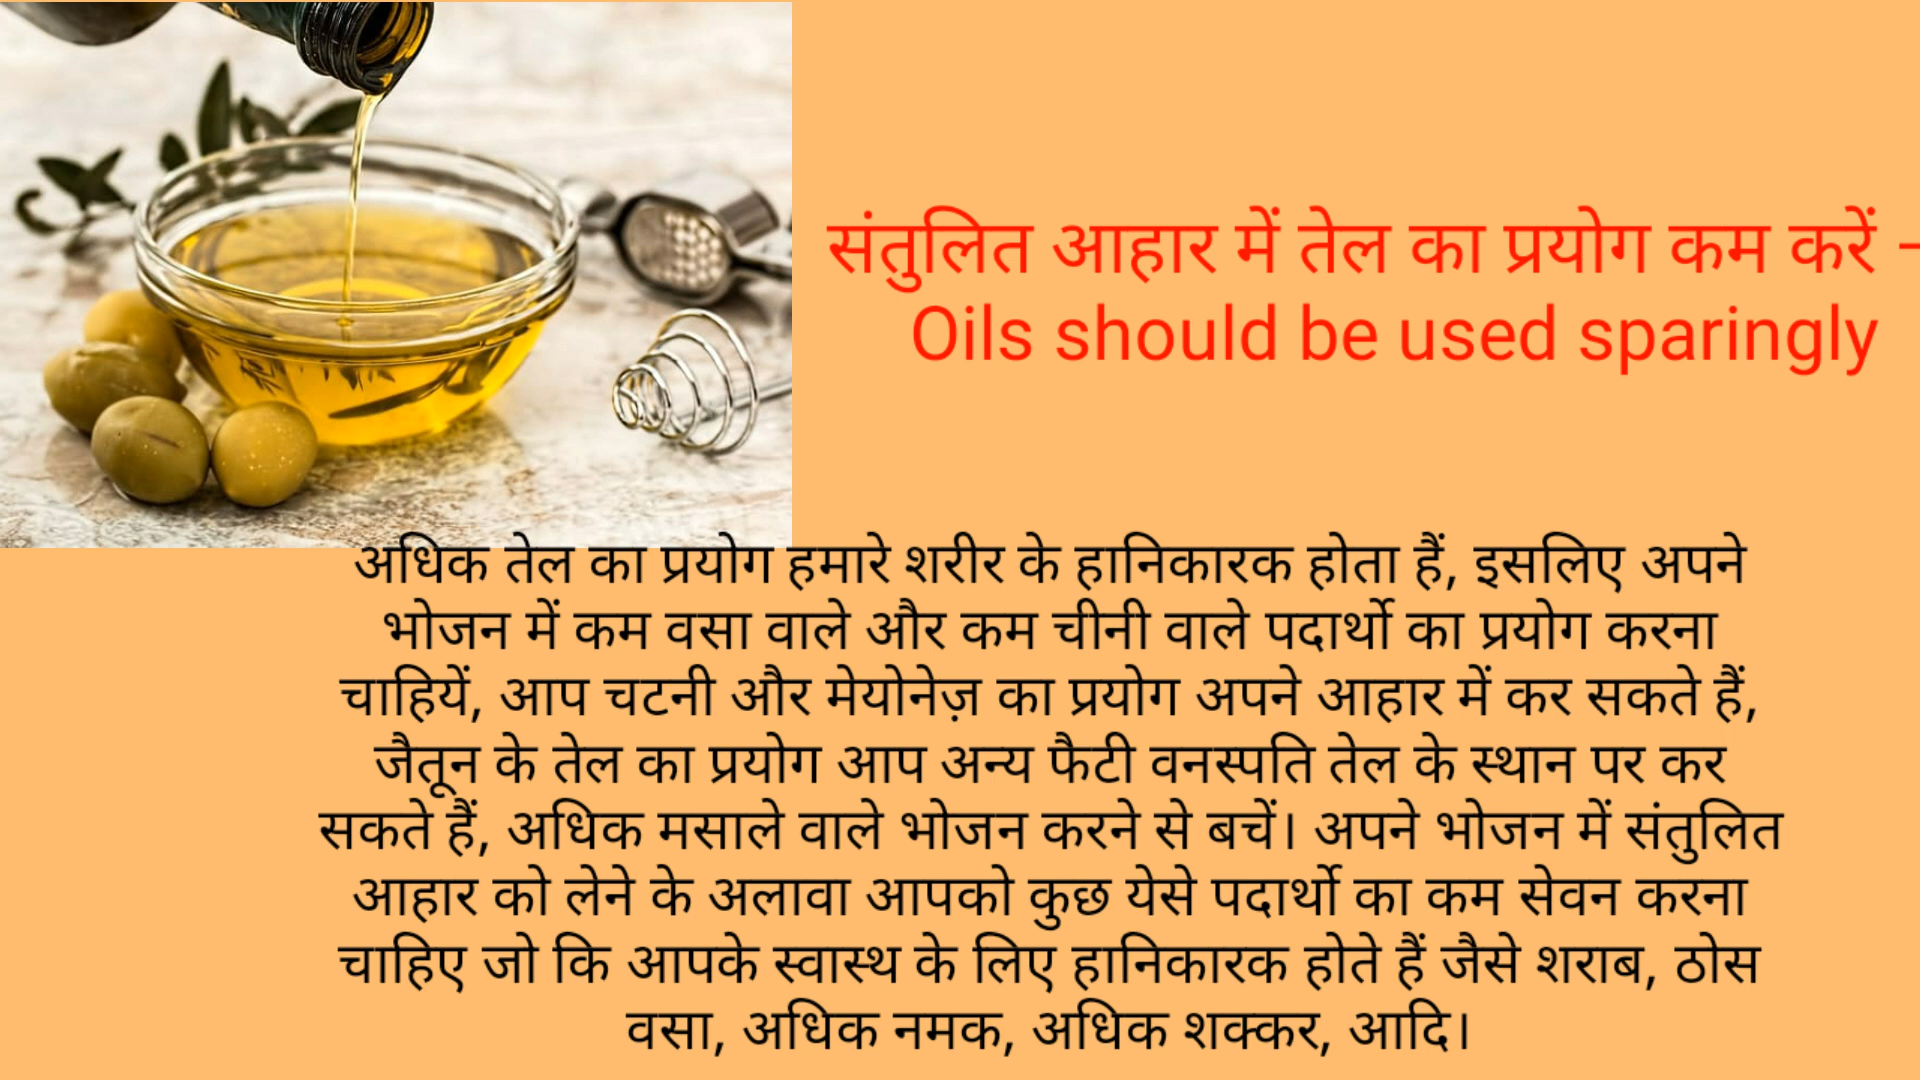 संतुलित आहार में तेल का प्रयोग कम करें –
Oils should be used sparingly
अधिक तेल का प्रयोग हमारे शरीर के हानिकारक होता हैं, इसलिए अपने
भोजन में कम वसा वाले और कम चीनी वाले पदार्थो का प्रयोग करना
चाहियें, आप चटनी और मेयोनेज़ का प्रयोग अपने आहार में कर सकते हैं,
जैतून के तेल का प्रयोग आप अन्य फैटी वनस्पति तेल के स्थान पर कर
सकते हैं, अधिक मसाले वाले भोजन करने से बचें। अपने भोजन में संतुलित
आहार को लेने के अलावा आपको कुछ येसे पदार्थो का कम सेवन करना
चाहिए जो कि आपके स्वास्थ के लिए हानिकारक होते हैं जैसे शराब, ठोस
वसा, अधिक नमक, अधिक शक्कर, आदि।